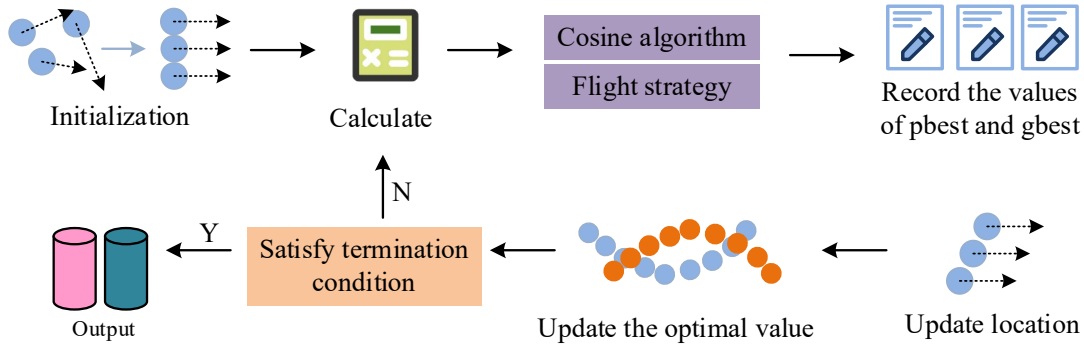 Initialization
Calculate
Cosine algorithm
Flight strategy
Record the values
of pbest and gbest
N
Y
Satisfy termination
condition
Output
Update the optimal value
Update location